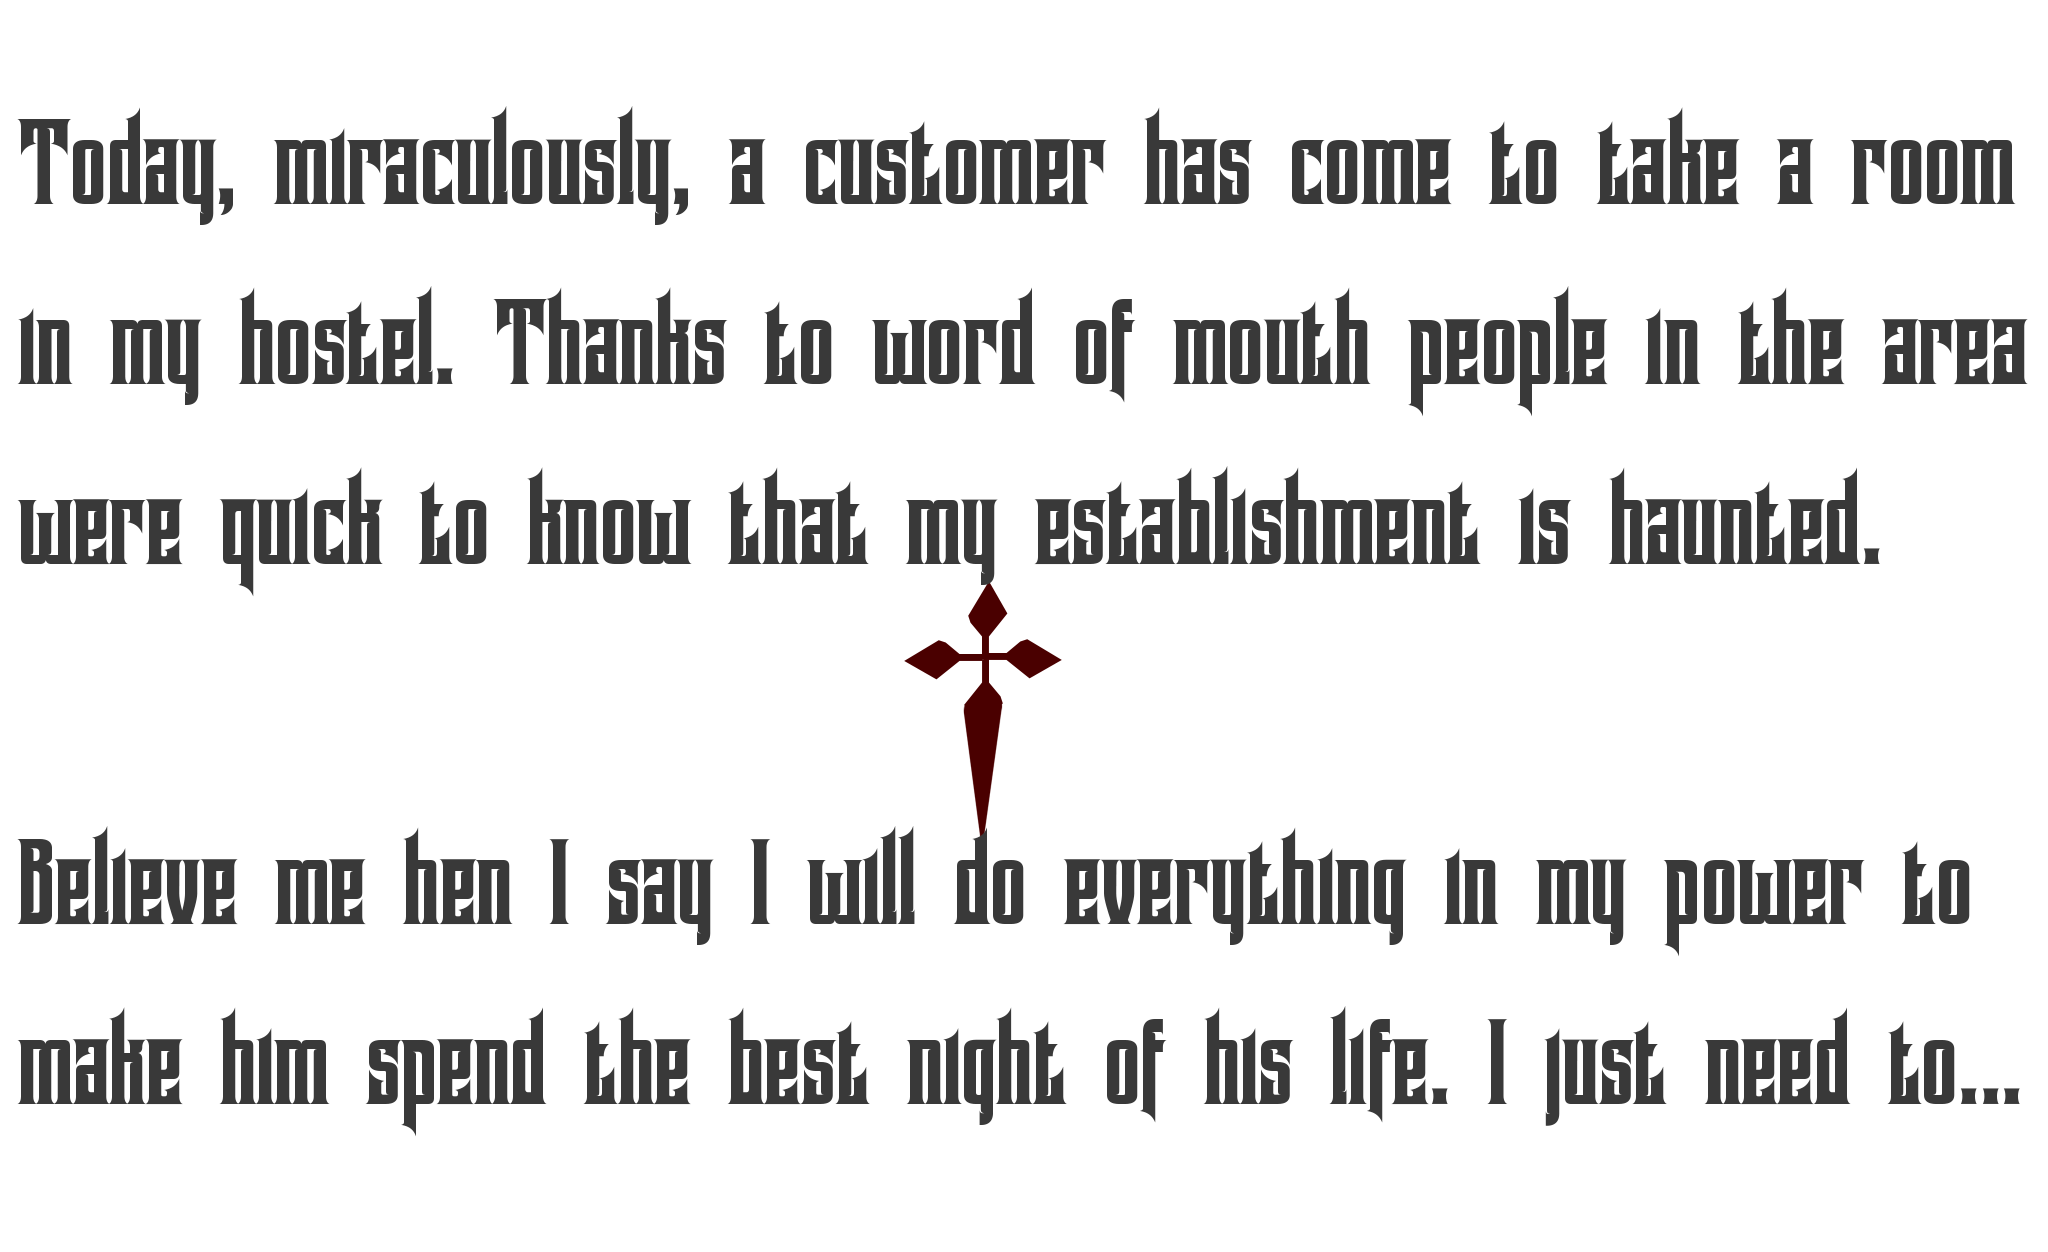 Today, miraculously, a customer has come to take a room
in my hostel. Thanks to word of mouth people in the area
were quick to know that my establishment is haunted.
Believe me hen I say I will do everything in my power to
make him spend the best night of his life. I just need to...